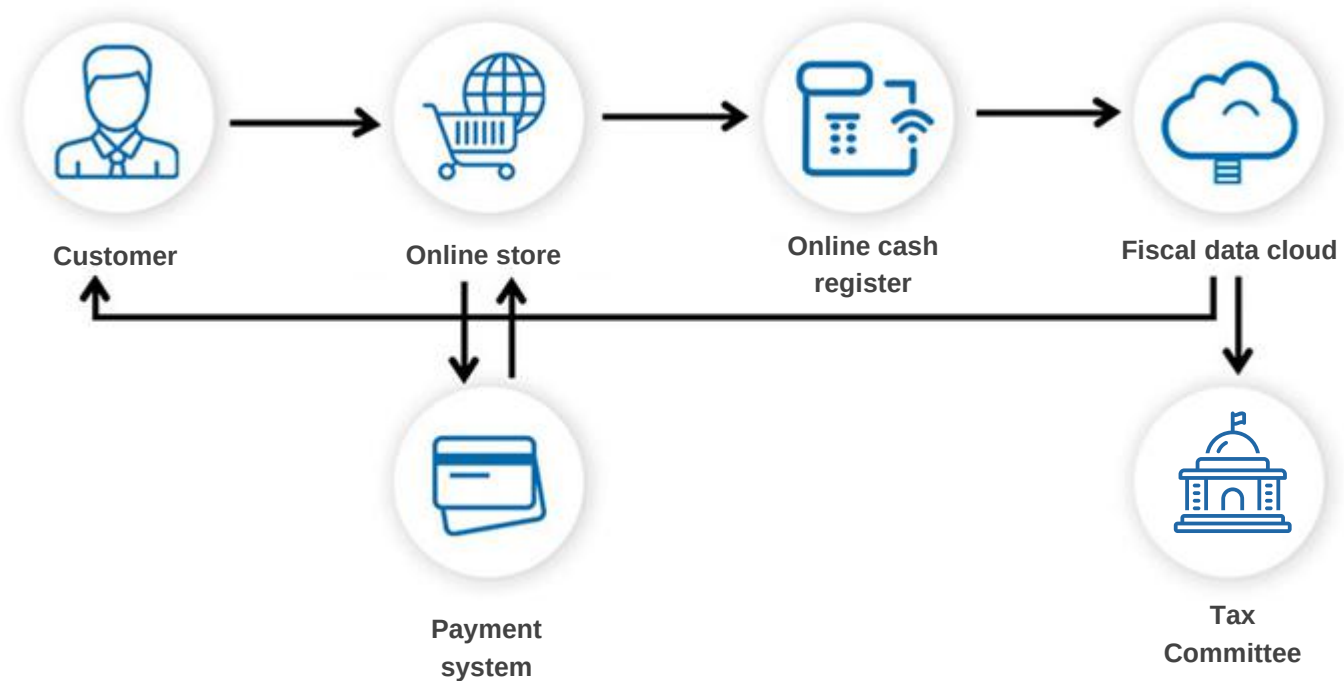 Customer
Online store
Online cash
register
Fiscal data cloud
Payment
system
Tax
Committee